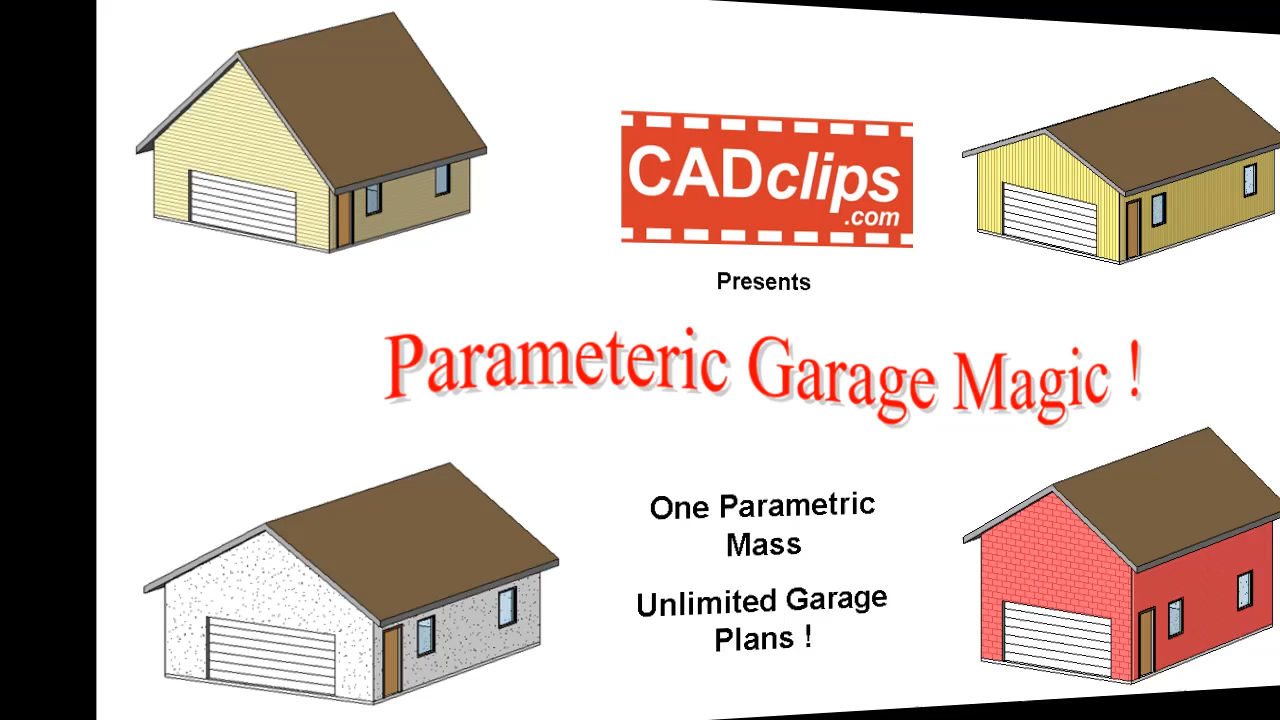 CADclips
.com
Presents
Parameteric Garage Magic !
One Parametric
Mass
Unlimited Garage
Plans !